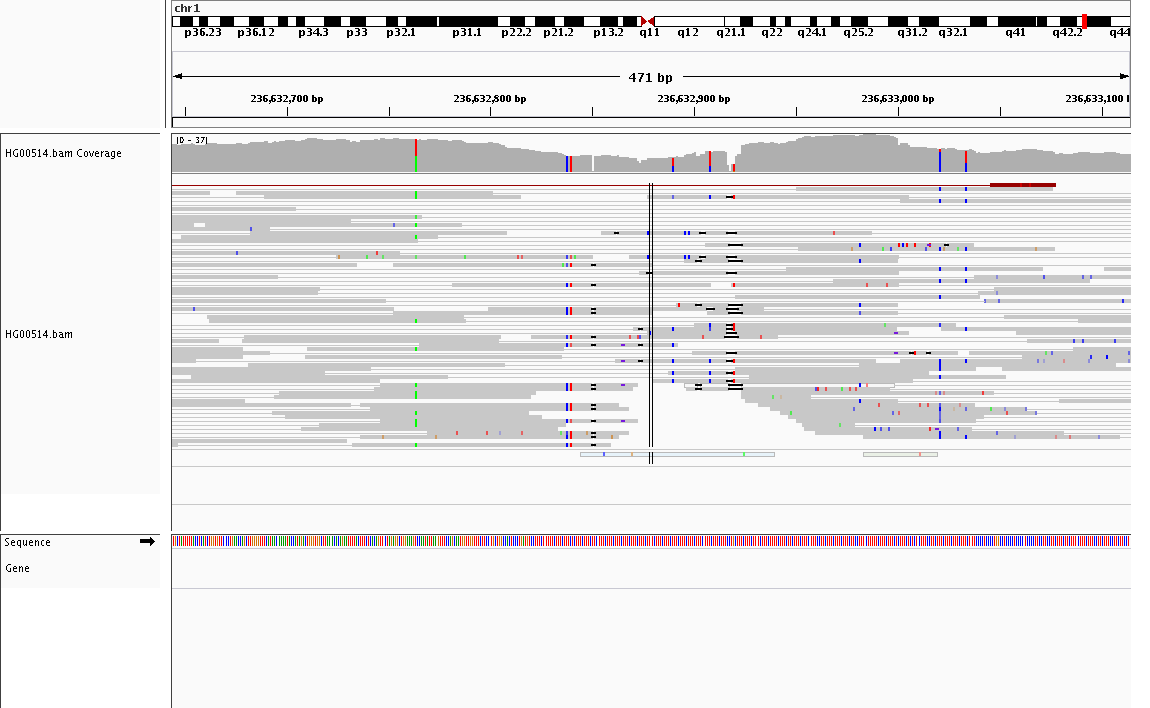 chr1
p36.23 p36.12 p34.3 p33 p32.1 p31.1 p22.2 p21.2 p13.2 q11 q12 q21.1 q22 q24.1 q25.2 q31.2 q32.1 q41 q42.2 q44
471 bp
236,632,700 bp 236,632,800 bp 236,632,900 bp 236,633,000 bp 236,633,100
HG00514.bam Coverage
[0 - 37]
HG00514.bam
Sequence
Gene